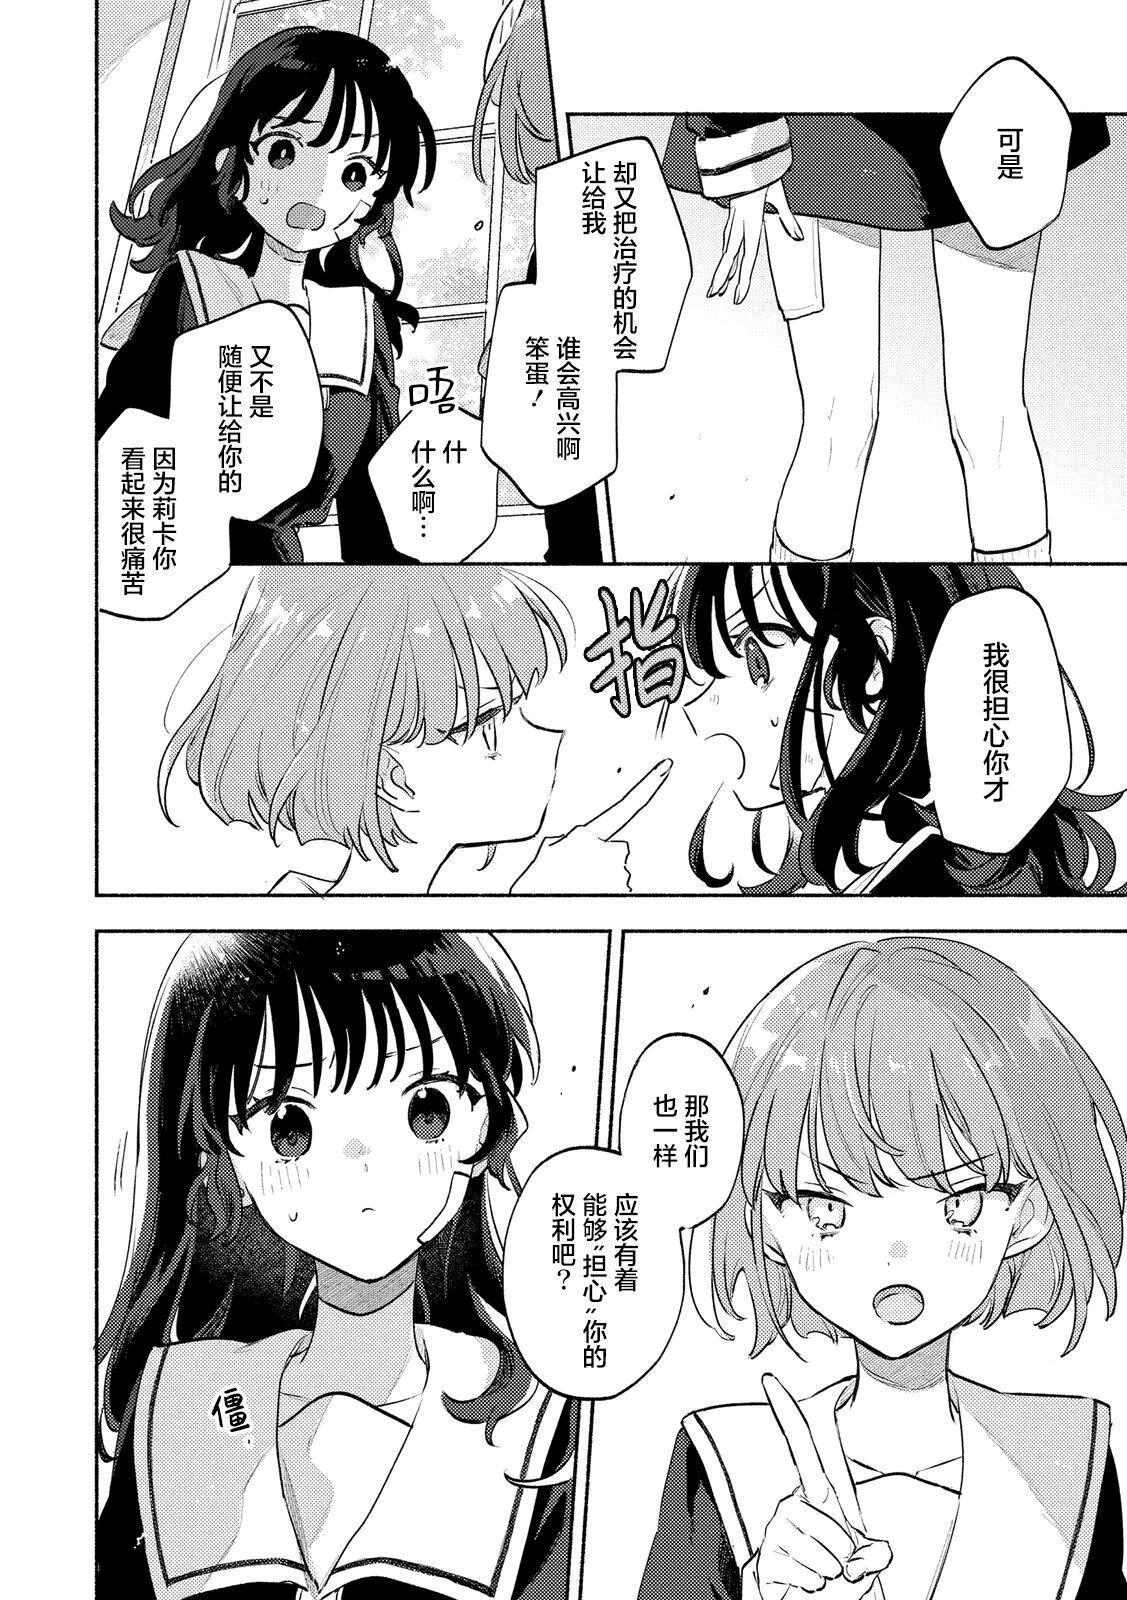 可是
却又把治疗的机会
让给我
谁会高兴啊
笨蛋！
唔
什
什么啊…
又不是
随便让给你的
因为莉卡你
看起来很痛苦
我很担心你才
指
那我们
也一样
应该有着
能够“担心”你的
权利吧？
僵